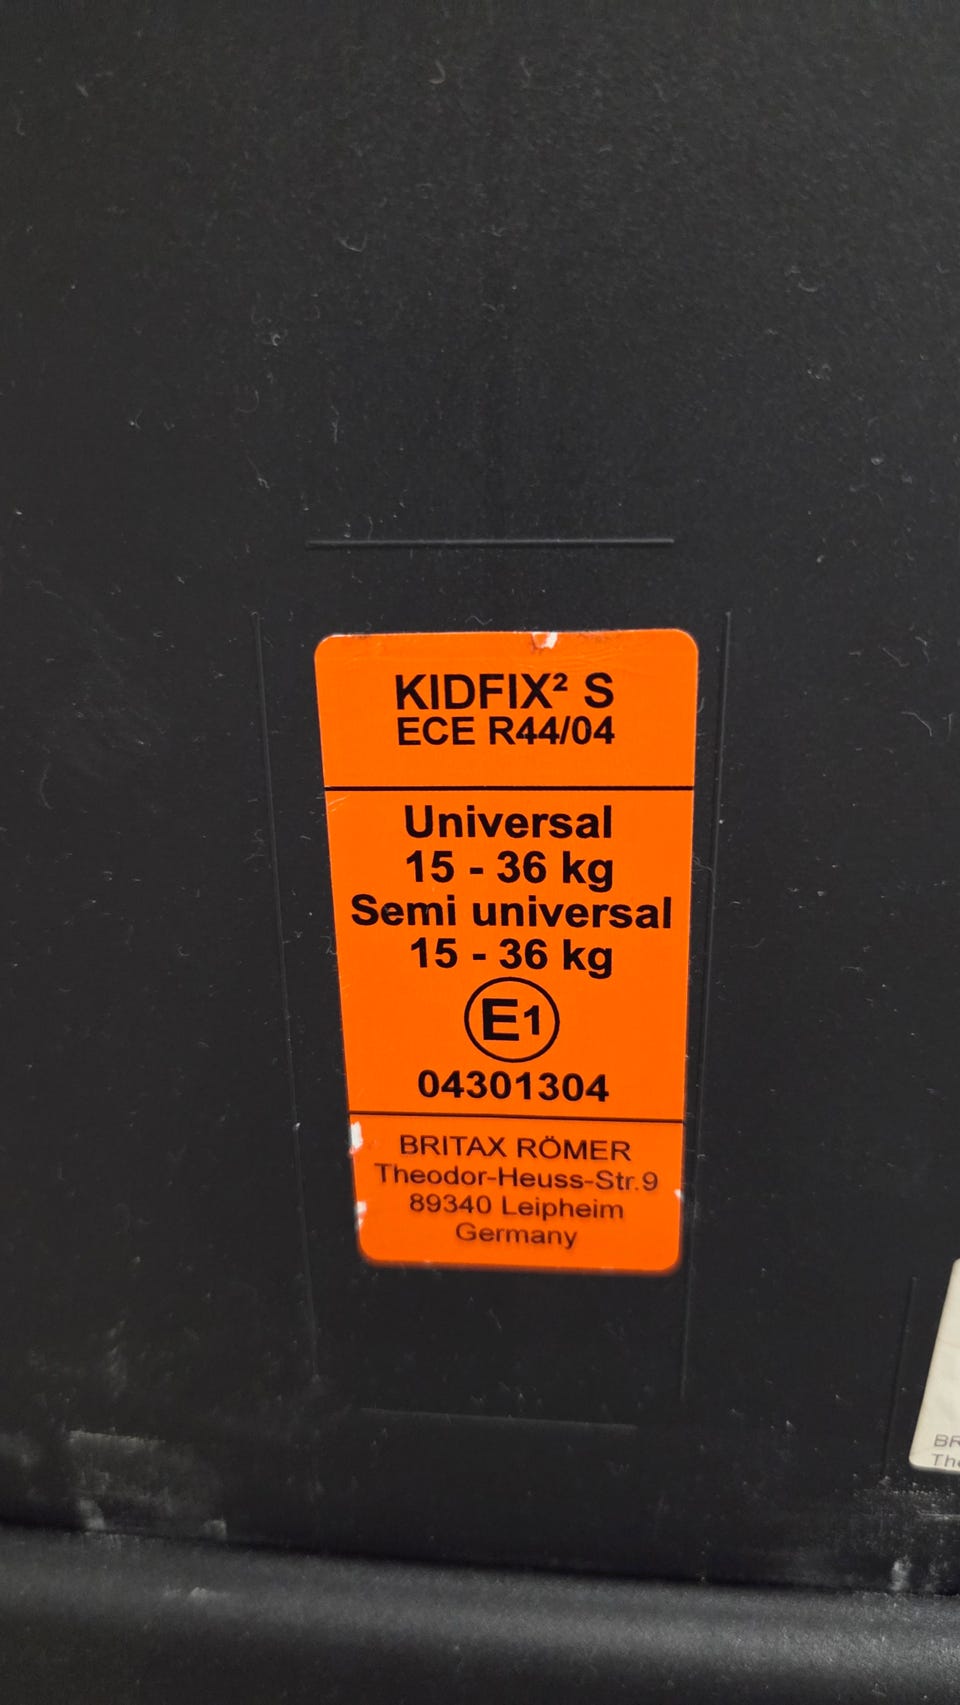 KIDFIX² S
ECE R44/04
Universal
15 - 36 kg
Semi universal
15 - 36 kg
E1
04301304
BRITAX RÖMER
Theodor-Heuss-Str.9
89340 Leipheim
Germany